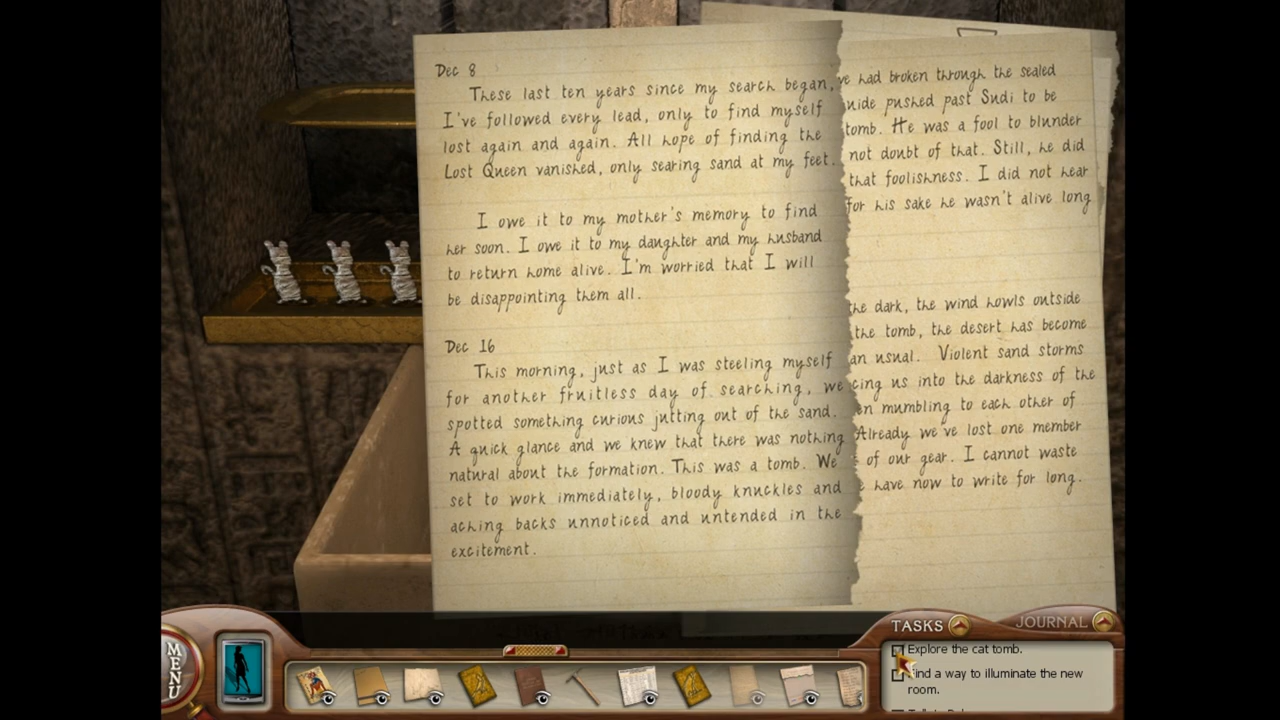 Dec 8
These last ten years since my search began,
I've followed every lead, only to find myself
lost again and again. All hope of finding the
Lost Queen vanished, only searing sand at my feet.
I owe it to my mother's memory to find
her soon. I owe it to my daughter and my husband
to return home alive. I'm worried that I will
be disappointing them all.
Dec 16
This morning, just as I was steeling myself
for another fruitless day of searching, we
spotted something curious jutting out of the sand.
A quick glance and we knew that there was nothing
natural about the formation. This was a tomb. We
set to work immediately, bloody knuckles and
aching backs unnoticed and untended in the
excitement.
had broken through the sealed
pushed past Sudi to be
tomb. He was a fool to blunder
not doubt of that. Still, he did
that foolishness. I did not hear
for his sake he wasn't alive long
the dark, the wind howls outside
the tomb, the desert has become
an usual. Violent sand storms
us into the darkness of the
mumbling to each other of
Already we've lost one member
of our gear. I cannot waste
have now to write for long.
MENU
TASKS
JOURNAL
Explore the cat tomb.
Find a way to illuminate the new
room.